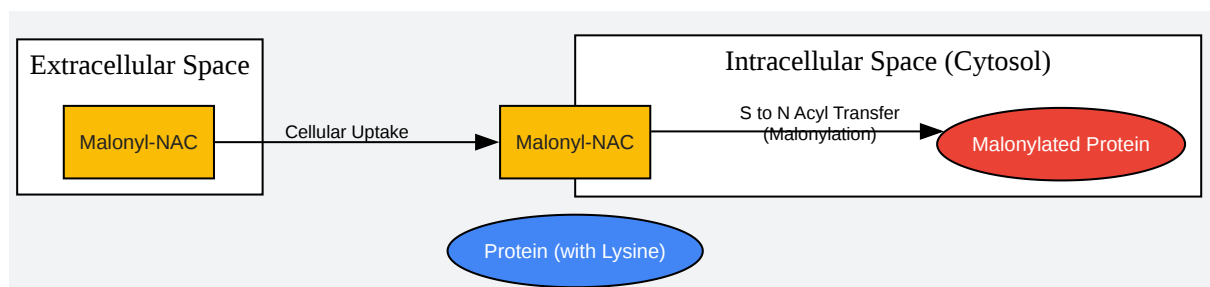 Extracellular Space
Malonyl-NAC
Cellular Uptake
Malonyl-NAC
Intracellular Space (Cytosol)
S to N Acyl Transfer
(Malonylation)
Malonylated Protein
Protein (with Lysine)